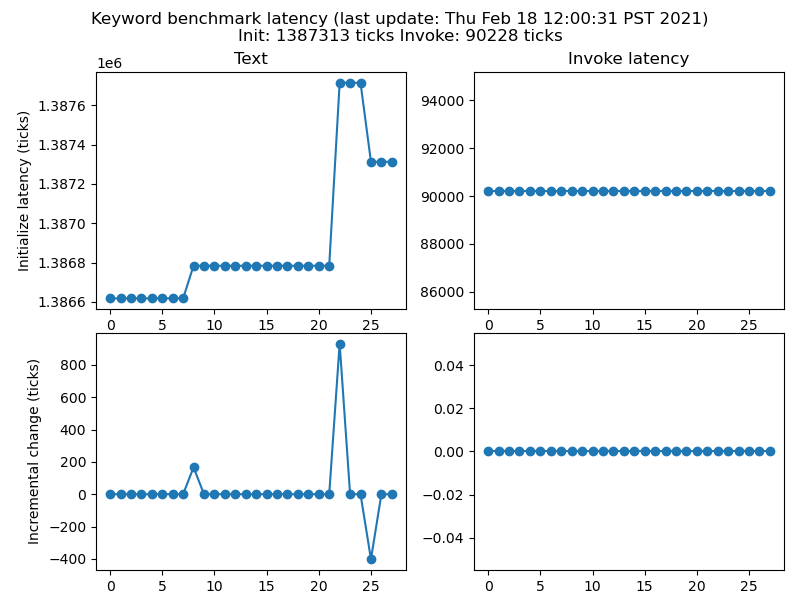 Keyword benchmark latency (last update: Thu Feb 18 12:00:31 PST 2021)
Init: 1387313 ticks Invoke: 90228 ticks
Text
1e6
Initialize latency (ticks)
1.3876
1.3874
1.3872
1.3870
1.3868
1.3866
0 5 10 15 20 25
Invoke latency
94000
92000
90000
88000
86000
0 5 10 15 20 25
Incremental change (ticks)
800
600
400
200
0
−200
−400
0 5 10 15 20 25
0.04
0.02
0.00
−0.02
−0.04
0 5 10 15 20 25